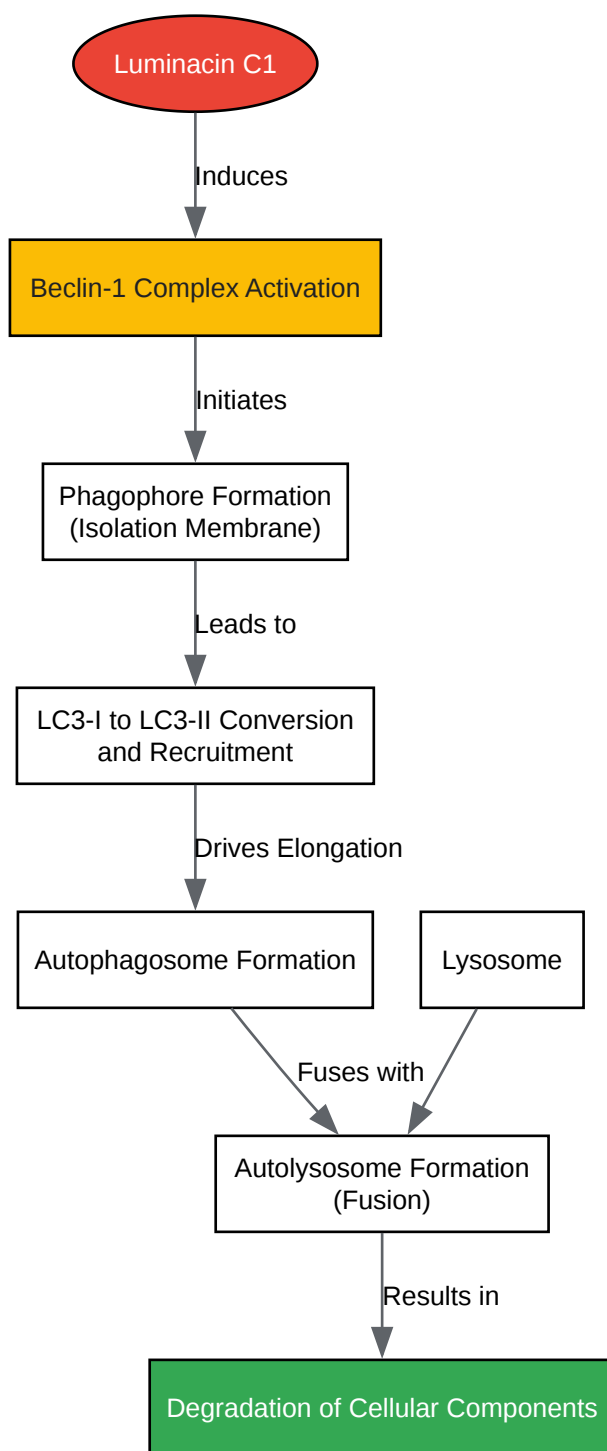 Luminacin C1
Induces
Beclin-1 Complex Activation
Initiates
Phagophore Formation
(Isolation Membrane)
Leads to
LC3-I to LC3-II Conversion
and Recruitment
Drives Elongation
Autophagosome Formation
Lysosome
Fuses with
Autolysosome Formation
(Fusion)
Results in
Degradation of Cellular Components